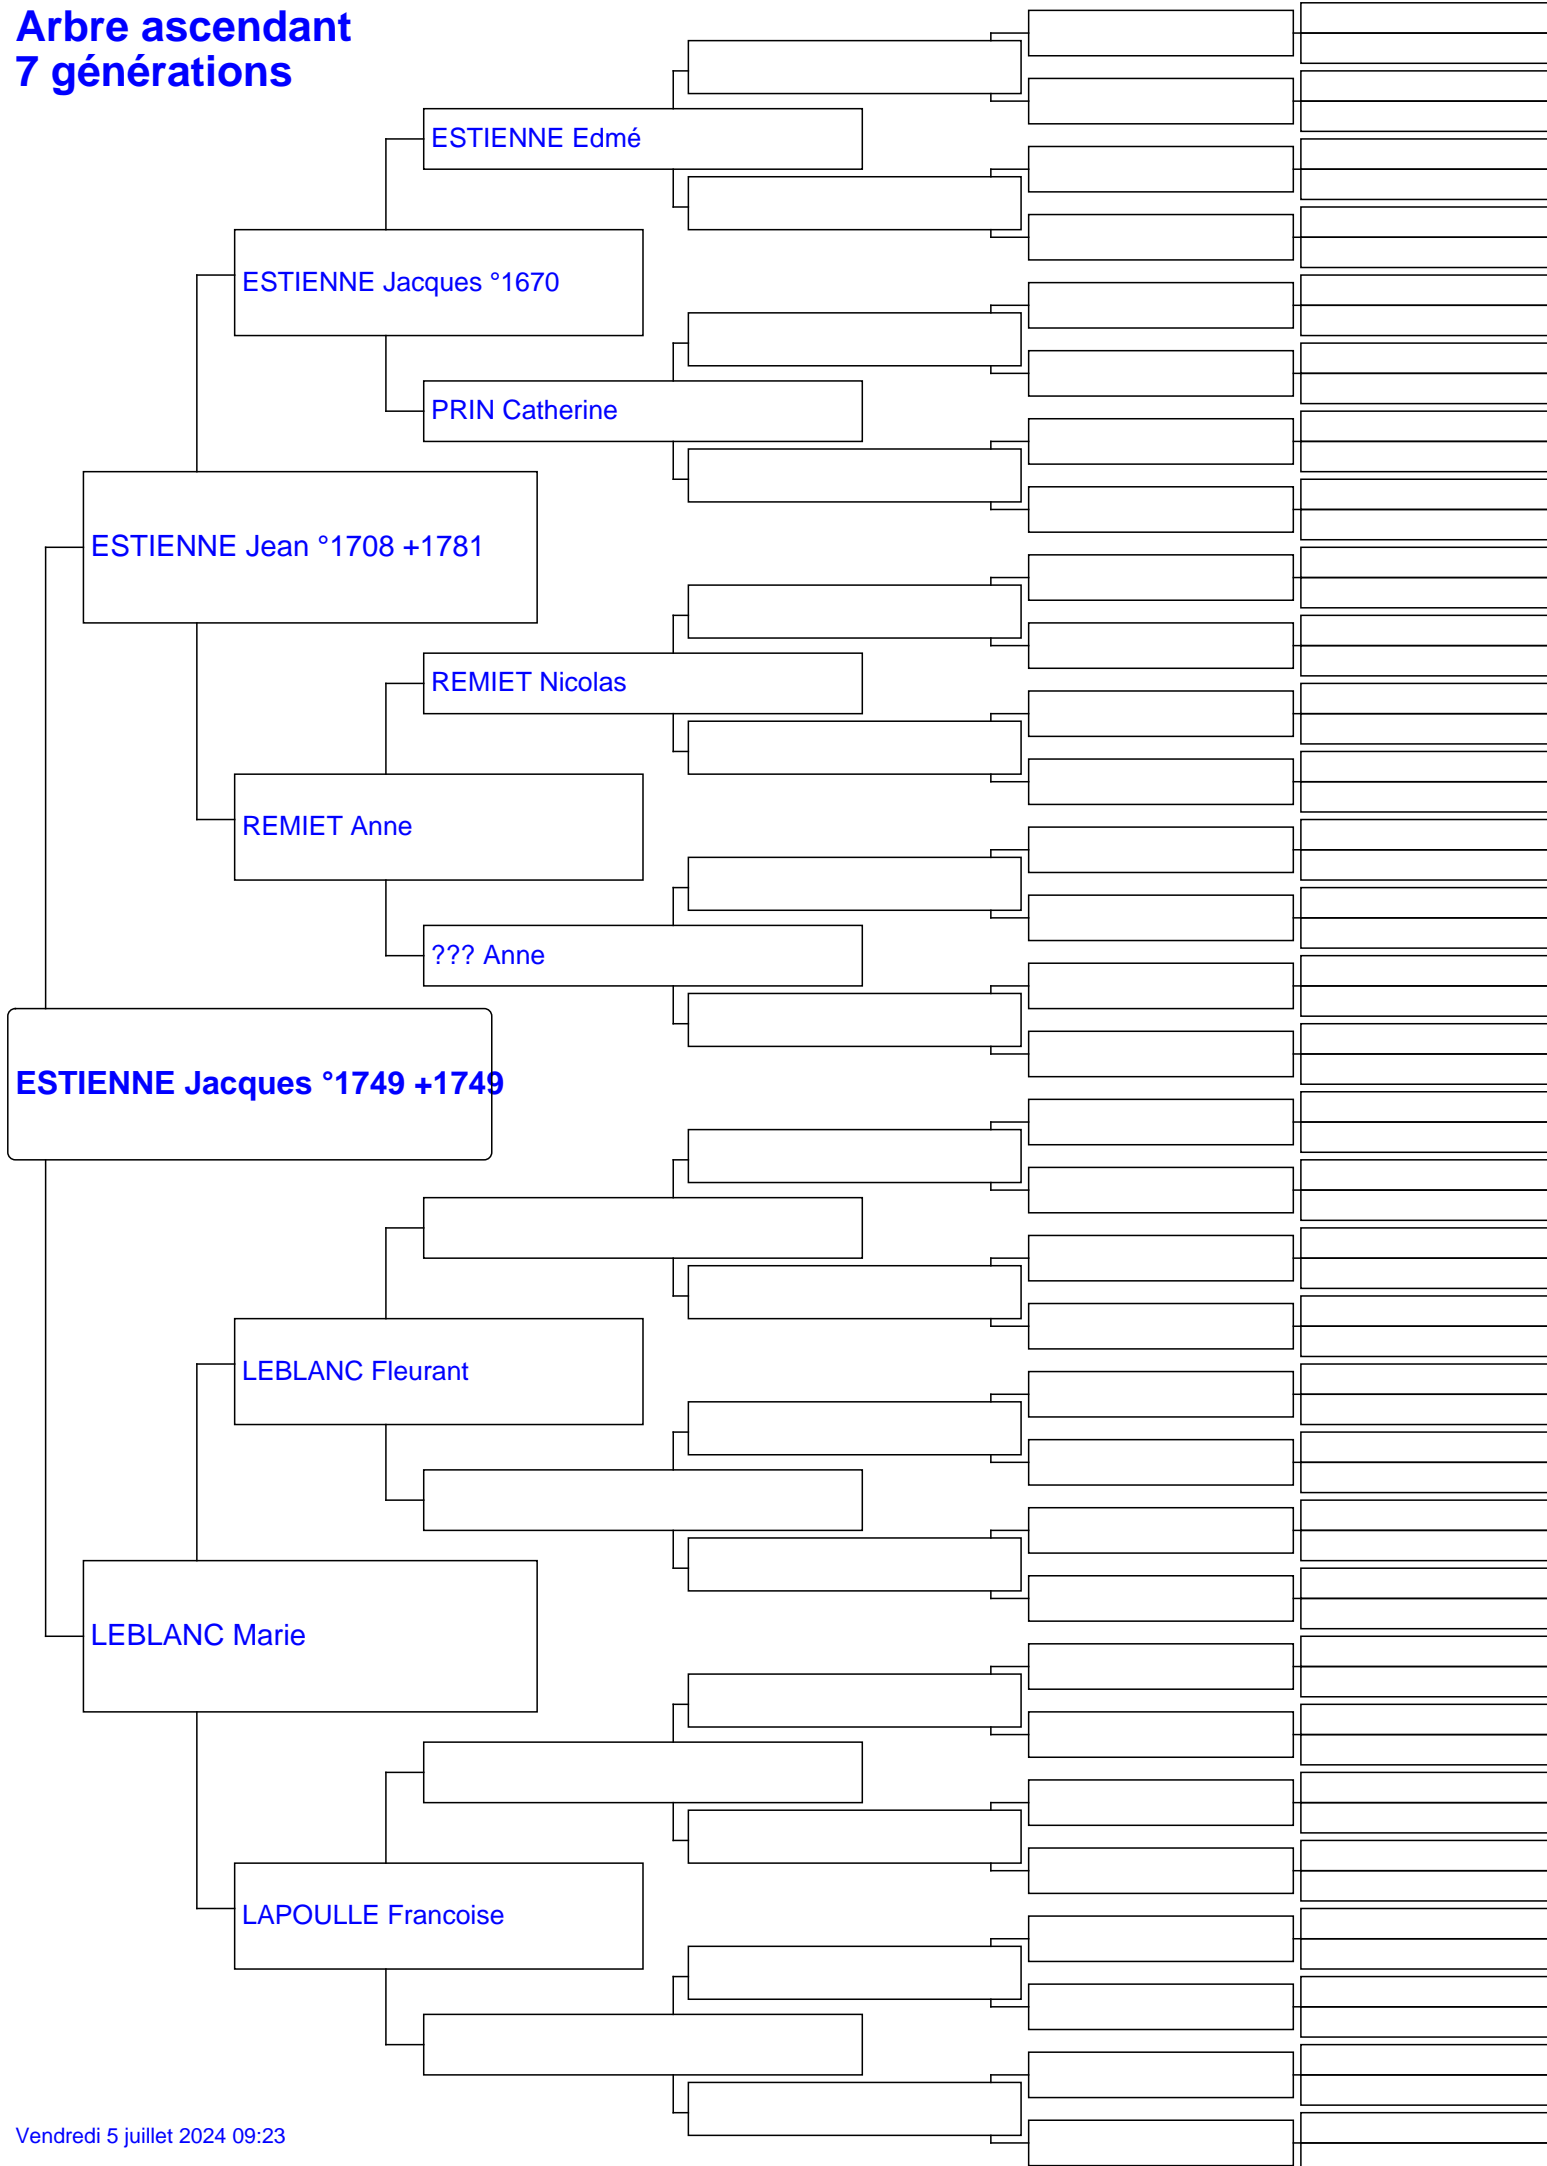 Arbre ascendant
7 générations
ESTIENNE Edmé
ESTIENNE Jacques °1670
PRIN Catherine
ESTIENNE Jean °1708 +1781
REMIET Nicolas
REMIET Anne
??? Anne
ESTIENNE Jacques °1749 +1749
LEBLANC Fleurant
LEBLANC Marie
LAPOULLE Francoise
Vendredi 5 juillet 2024 09:23